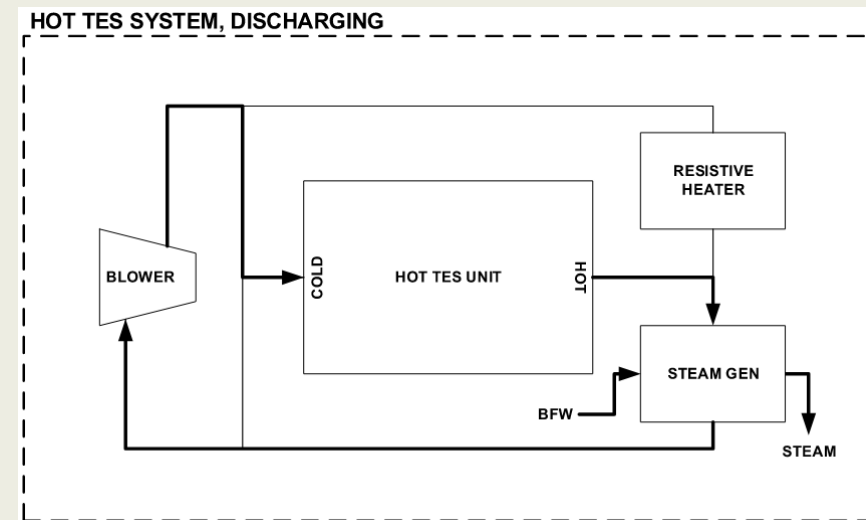 HOT TES SYSTEM, DISCHARGING
RESISTIVE
HEATER
BLOWER
COLD
HOT TES UNIT
HOT
STEAM GEN
BFW
STEAM